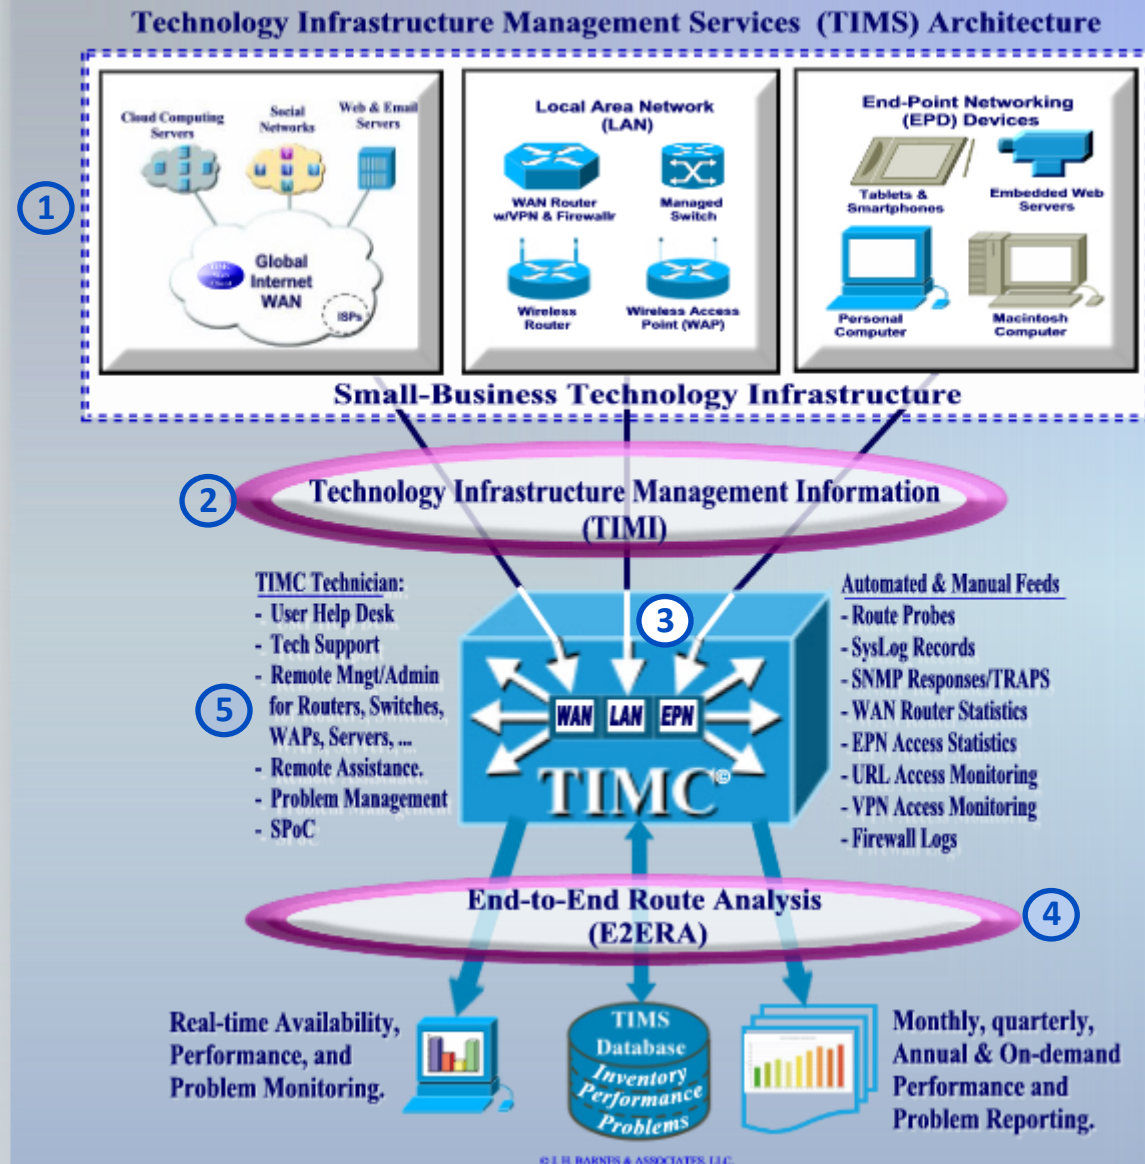 Technology Infrastructure Management Services (TIMS) Architecture
1
Cloud Computing
Servers
Social
Networks
Web & Email
Servers
Global
Internet
WAN
ISPs
Local Area Network
(LAN)
WAN Router
w/VPN & Firewallr
Managed
Switch
Wireless
Router
Wireless Access
Point (WAP)
End-Point Networking
(EPD) Devices
Tablets &
Smartphones
Embedded Web
Servers
Personal
Computer
Macintosh
Computer
Small-Business Technology Infrastructure
2
Technology Infrastructure Management Information
(TIMI)
TIMC Technician:
- User Help Desk
- Tech Support
- Remote Mngt/Admin
for Routers, Switches,
WAPs, Servers, ...
- Remote Assistance.
- Problem Management
- SPoC
5
3
WAN LAN EPN
TIMC©
Automated & Manual Feeds
- Route Probes
- SysLog Records
- SNMP Responses/TRAPS
- WAN Router Statistics
- EPN Access Statistics
- URL Access Monitoring
- VPN Access Monitoring
- Firewall Logs
End-to-End Route Analysis
(E2ERA)
4
Real-time Availability,
Performance, and
Problem Monitoring.
TIMS
Database
Inventory
Performance
Problems
Monthly, quarterly,
Annual & On-demand
Performance and
Problem Reporting.
© J. H. BARNES & ASSOCIATES, LLC.